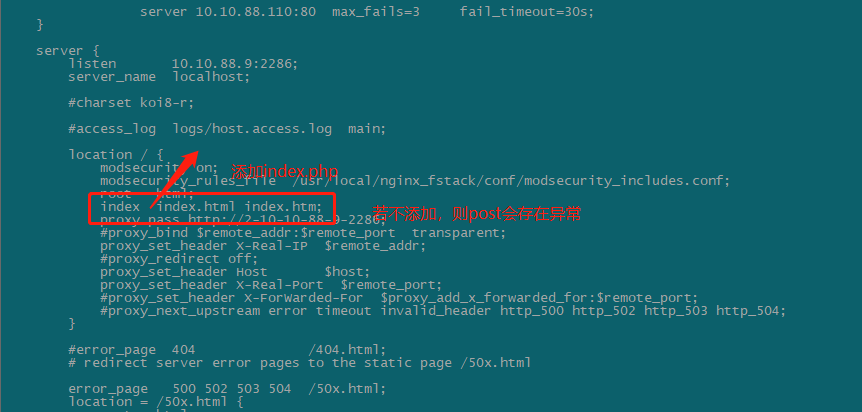 server 10.10.88.110:80  max_fails=3     fail_timeout=30s;
}
server {
listen       10.10.88.9:2286;
server_name  localhost;
#charset koi8-r;
#access_log  logs/host.access.log  main;
location / {
modsecurity on;
添加index.php
modsecurity_rules_file  /usr/local/nginx_fstack/conf/modsecurity_includes.conf;
root   html;
index  index.html index.htm;
若不添加，则post会存在异常
proxy_pass http://2-10-10-88-9-2286;
#proxy_bind $remote_addr:$remote_port  transparent;
proxy_set_header X-Real-IP  $remote_addr;
#proxy_redirect off;
proxy_set_header Host       $host;
proxy_set_header X-Real-Port  $remote_port;
#proxy_set_header X-ForWarded-For  $proxy_add_x_forwarded_for:$remote_port;
#proxy_next_upstream error timeout invalid_header http_500 http_502 http_503 http_504;
}
#error_page  404              /404.html;
# redirect server error pages to the static page /50x.html
error_page   500 502 503 504  /50x.html;
location = /50x.html {